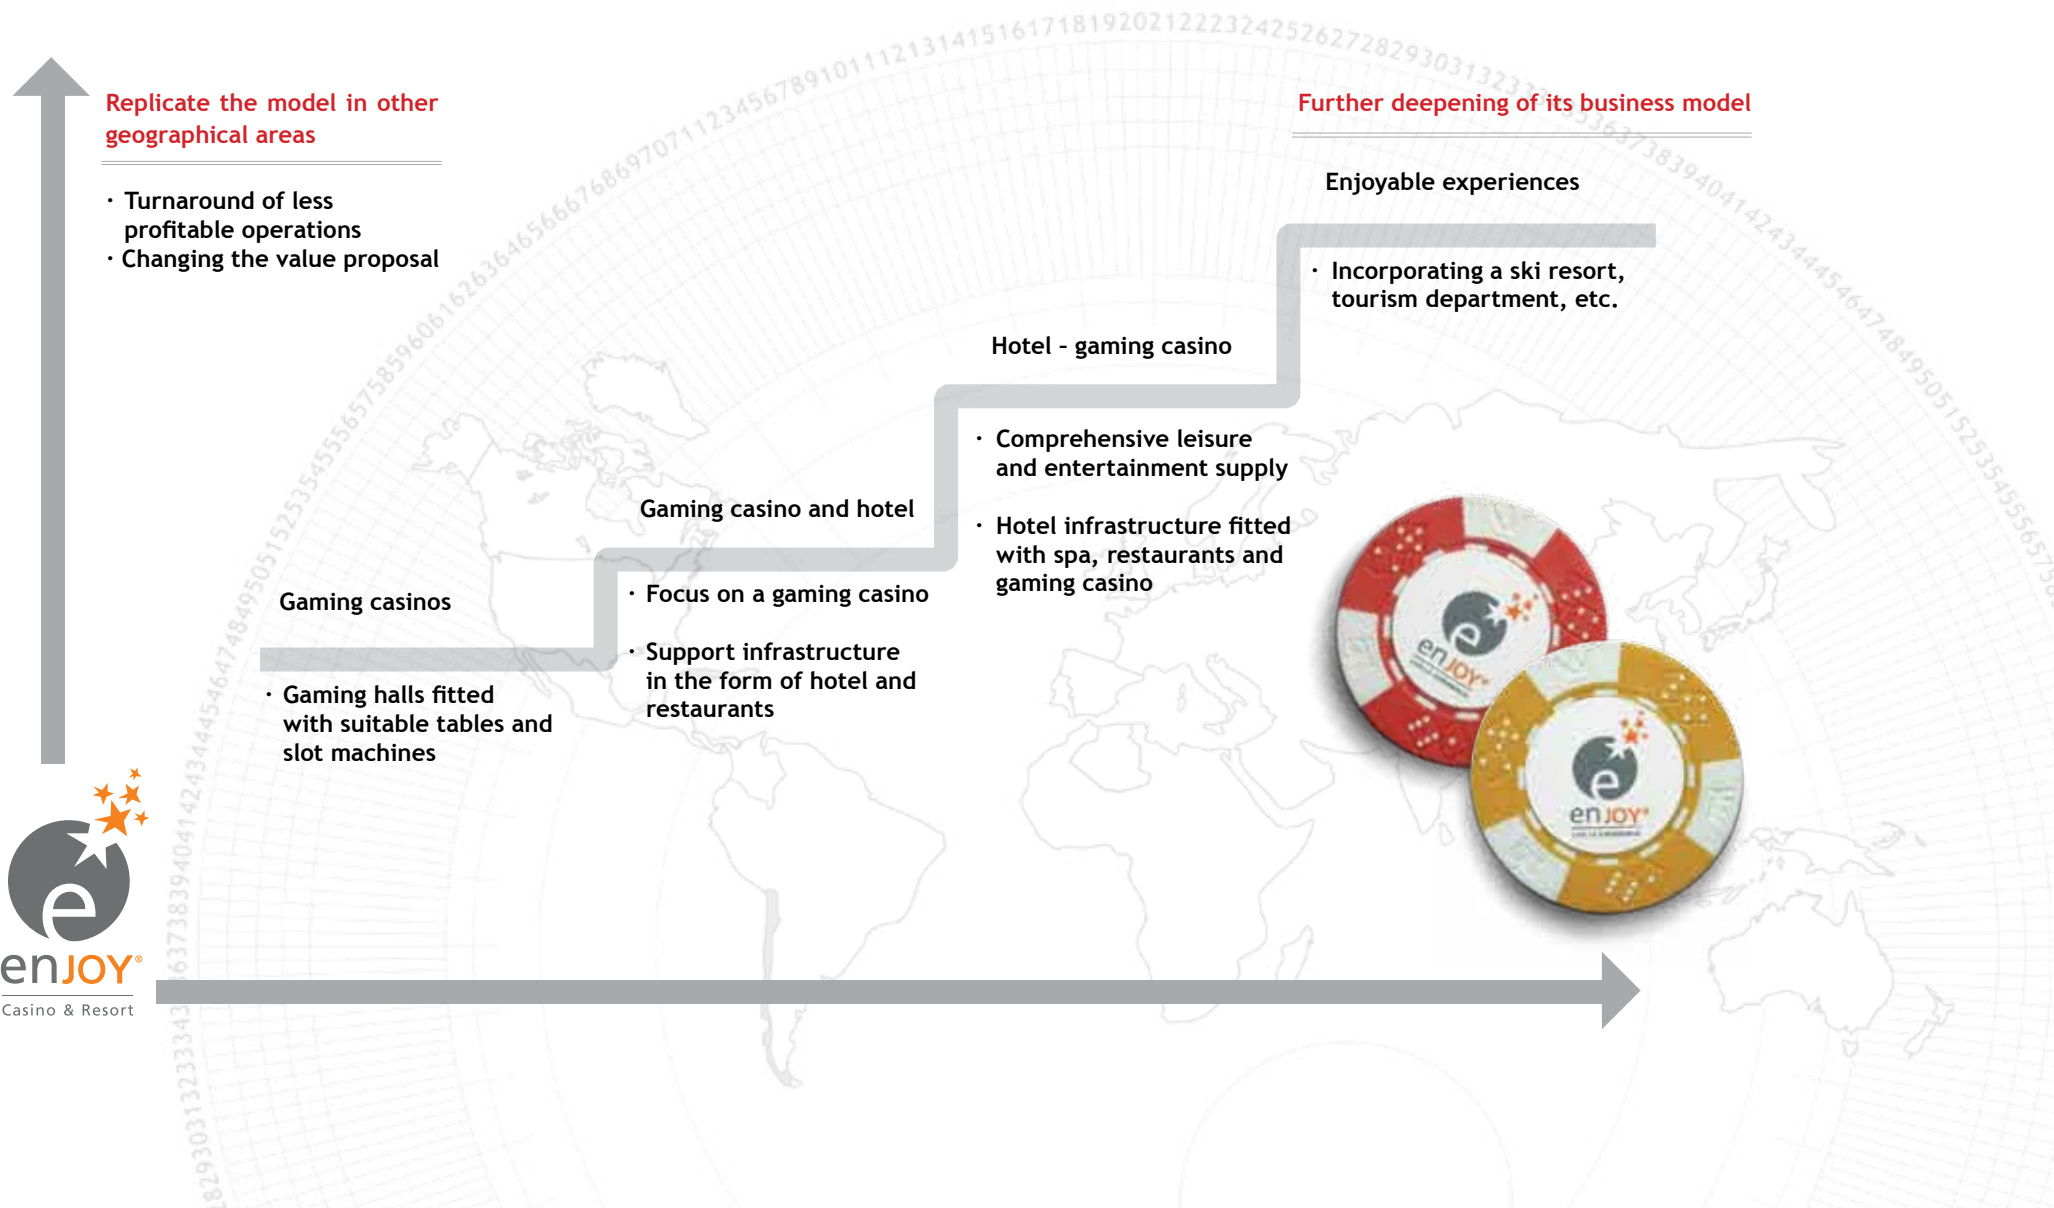 Replicate the model in other
geographical areas
· Turnaround of less
profitable operations
· Changing the value proposal
Further deepening of its business model
Enjoyable experiences
· Incorporating a ski resort,
tourism department, etc.
Hotel – gaming casino
· Comprehensive leisure
and entertainment supply
· Hotel infrastructure fitted
with spa, restaurants and
gaming casino
Gaming casino and hotel
· Focus on a gaming casino
· Support infrastructure
in the form of hotel and
restaurants
Gaming casinos
· Gaming halls fitted
with suitable tables and
slot machines
e
enJOY®
Casino & Resort
e
enJOY
e
enJOY